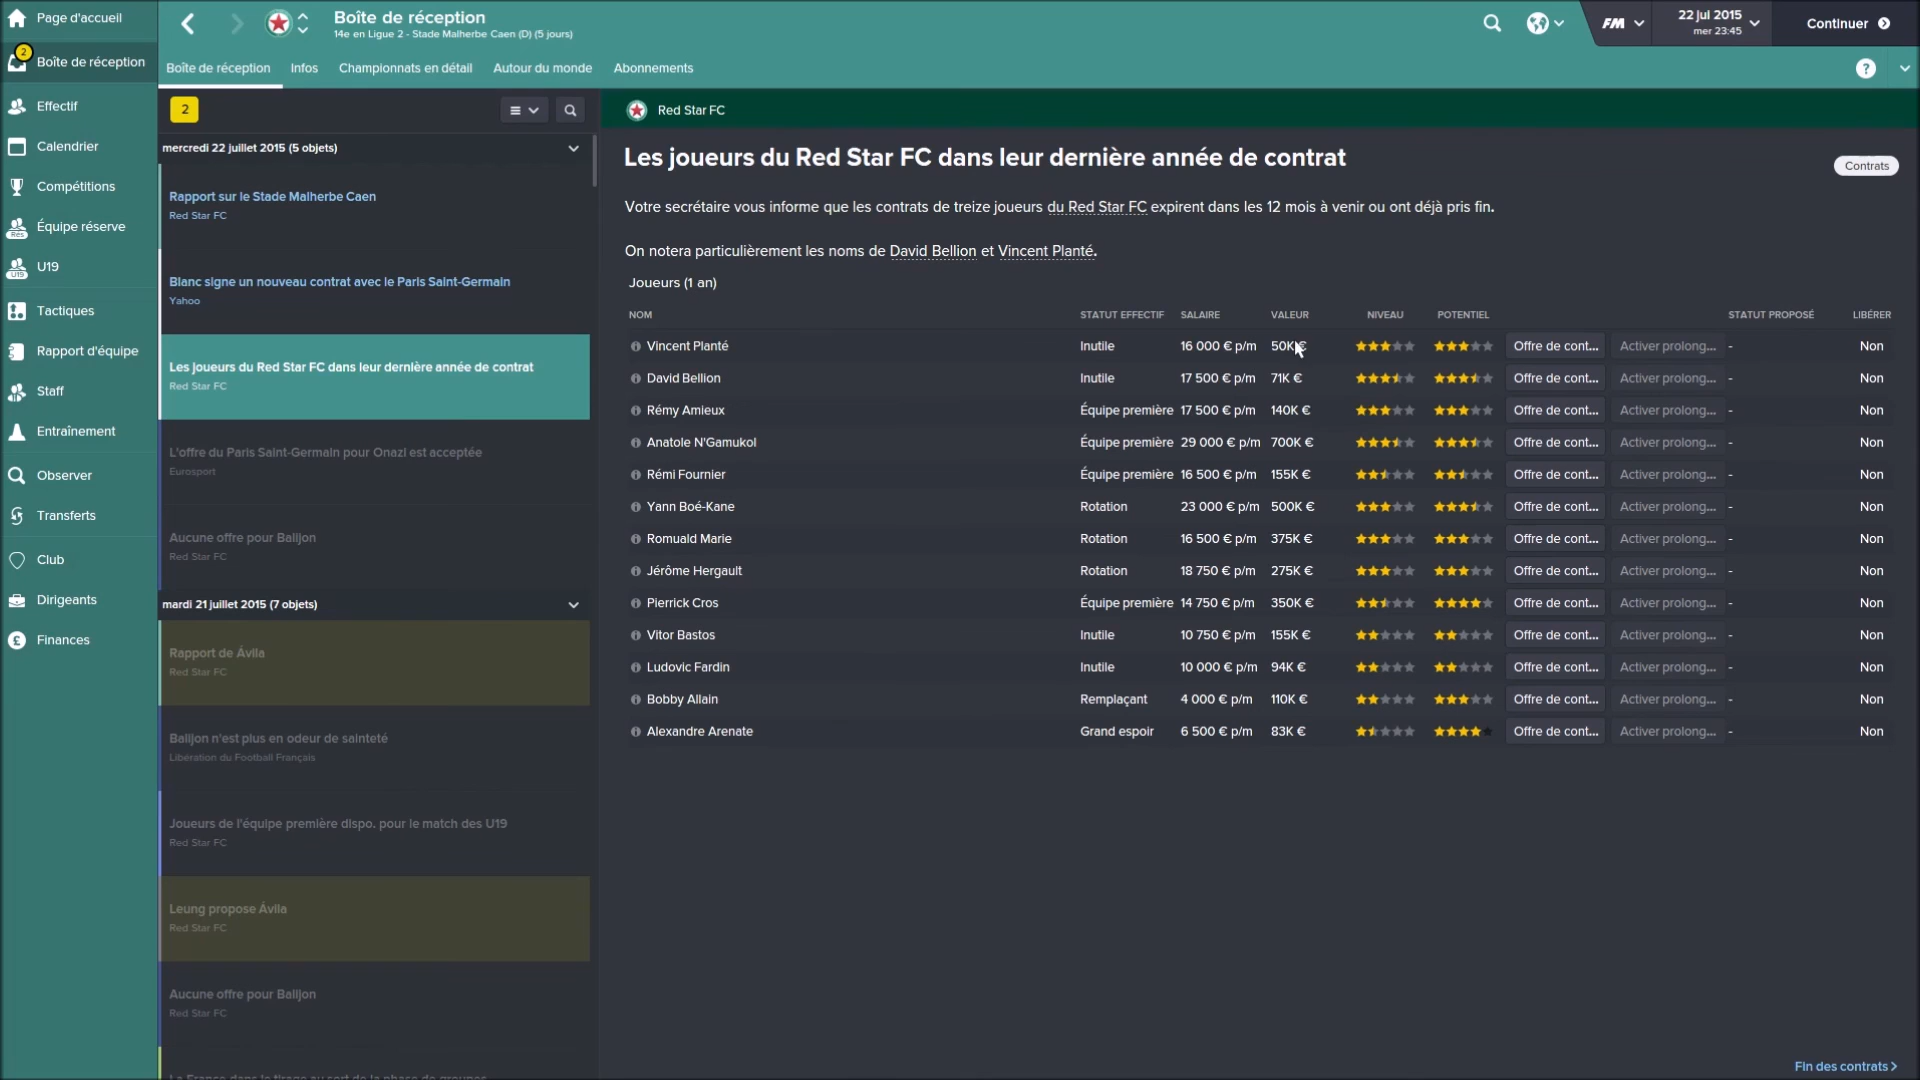 Page d'accueil
2
Boîte de réception
Effectif
Calendrier
Compétitions
Rés
Équipe réserve
U19
U19
Tactiques
Rapport d'équipe
Staff
Entraînement
Observer
Transferts
Club
Dirigeants
£
Finances
Boîte de réception
14e en Ligue 2 - Stade Malherbe Caen (D) (5 jours)
FM
22 jul 2015
mer 23:45
Continuer
Boîte de réception
Infos
Championnats en détail
Autour du monde
Abonnements
?
2
mercredi 22 juillet 2015 (5 objets)
Rapport sur le Stade Malherbe Caen
Red Star FC
Blanc signe un nouveau contrat avec le Paris Saint-Germain
Yahoo
Les joueurs du Red Star FC dans leur dernière année de contrat
Red Star FC
L'offre du Paris Saint-Germain pour Onazi est acceptée
Eurosport
Aucune offre pour Balijon
Red Star FC
mardi 21 juillet 2015 (7 objets)
Rapport de Ávila
Red Star FC
Balijon n'est plus en odeur de sainteté
Libération du Football Français
Joueurs de l'équipe première dispo. pour le match des U19
Red Star FC
Leung propose Ávila
Red Star FC
Aucune offre pour Balijon
Red Star FC
La France dans le tirage au sort de la phase de groupes
Red Star FC
Les joueurs du Red Star FC dans leur dernière année de contrat
Contrats
Votre secrétaire vous informe que les contrats de treize joueurs du Red Star FC expirent dans les 12 mois à venir ou ont déjà pris fin.
On notera particulièrement les noms de David Bellion et Vincent Planté.
Joueurs (1 an)
NOM STATUT EFFECTIF SALAIRE VALEUR NIVEAU POTENTIEL STATUT PROPOSÉ LIBÉRER
Vincent Planté Inutile 16 000 € p/m 50K € Offre de cont... Activer prolong... - Non
David Bellion Inutile 17 500 € p/m 71K € Offre de cont... Activer prolong... - Non
Rémy Amieux Équipe première 17 500 € p/m 140K € Offre de cont... Activer prolong... - Non
Anatole N'Gamukol Équipe première 29 000 € p/m 700K € Offre de cont... Activer prolong... - Non
Rémi Fournier Équipe première 16 500 € p/m 155K € Offre de cont... Activer prolong... - Non
Yann Boé-Kane Rotation 23 000 € p/m 500K € Offre de cont... Activer prolong... - Non
Romuald Marie Rotation 16 500 € p/m 375K € Offre de cont... Activer prolong... - Non
Jérôme Hergault Rotation 18 750 € p/m 275K € Offre de cont... Activer prolong... - Non
Pierrick Cros Équipe première 14 750 € p/m 350K € Offre de cont... Activer prolong... - Non
Vitor Bastos Inutile 10 750 € p/m 155K € Offre de cont... Activer prolong... - Non
Ludovic Fardin Inutile 10 000 € p/m 94K € Offre de cont... Activer prolong... - Non
Bobby Allain Remplaçant 4 000 € p/m 110K € Offre de cont... Activer prolong... - Non
Alexandre Arenate Grand espoir 6 500 € p/m 83K € Offre de cont... Activer prolong... - Non
Fin des contrats >